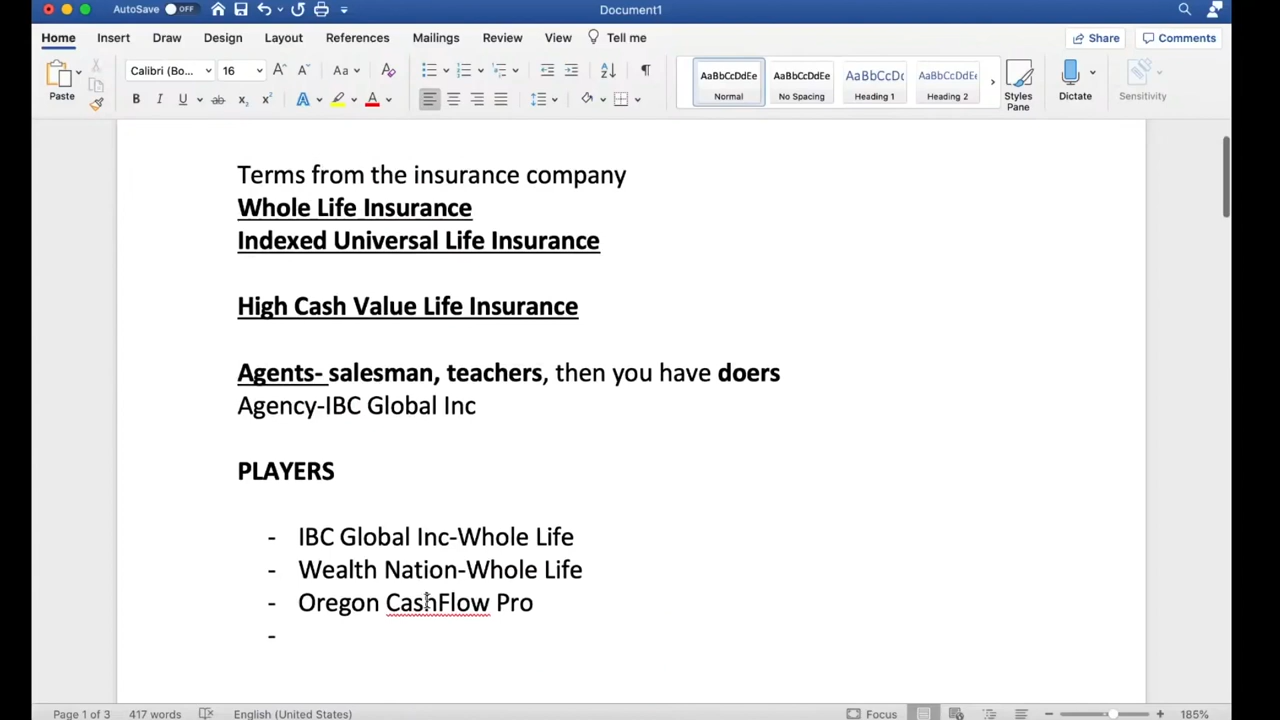 AutoSave OFF Document1
Home Insert Draw Design Layout References Mailings Review View Tell me Share Comments
Paste Calibri (Bo... 16 Aa AaBbCcDdEe Normal AaBbCcDdEe No Spacing AaBbCcDc Heading 1 AaBbCcDdEe Heading 2 Styles Pane Dictate Sensitivity
Terms from the insurance company
Whole Life Insurance
Indexed Universal Life Insurance
High Cash Value Life Insurance
Agents- salesman, teachers, then you have doers
Agency-IBC Global Inc
PLAYERS
- IBC Global Inc-Whole Life
- Wealth Nation-Whole Life
- Oregon CashFlow Pro
-
Page 1 of 3 417 words English (United States) Focus 185%